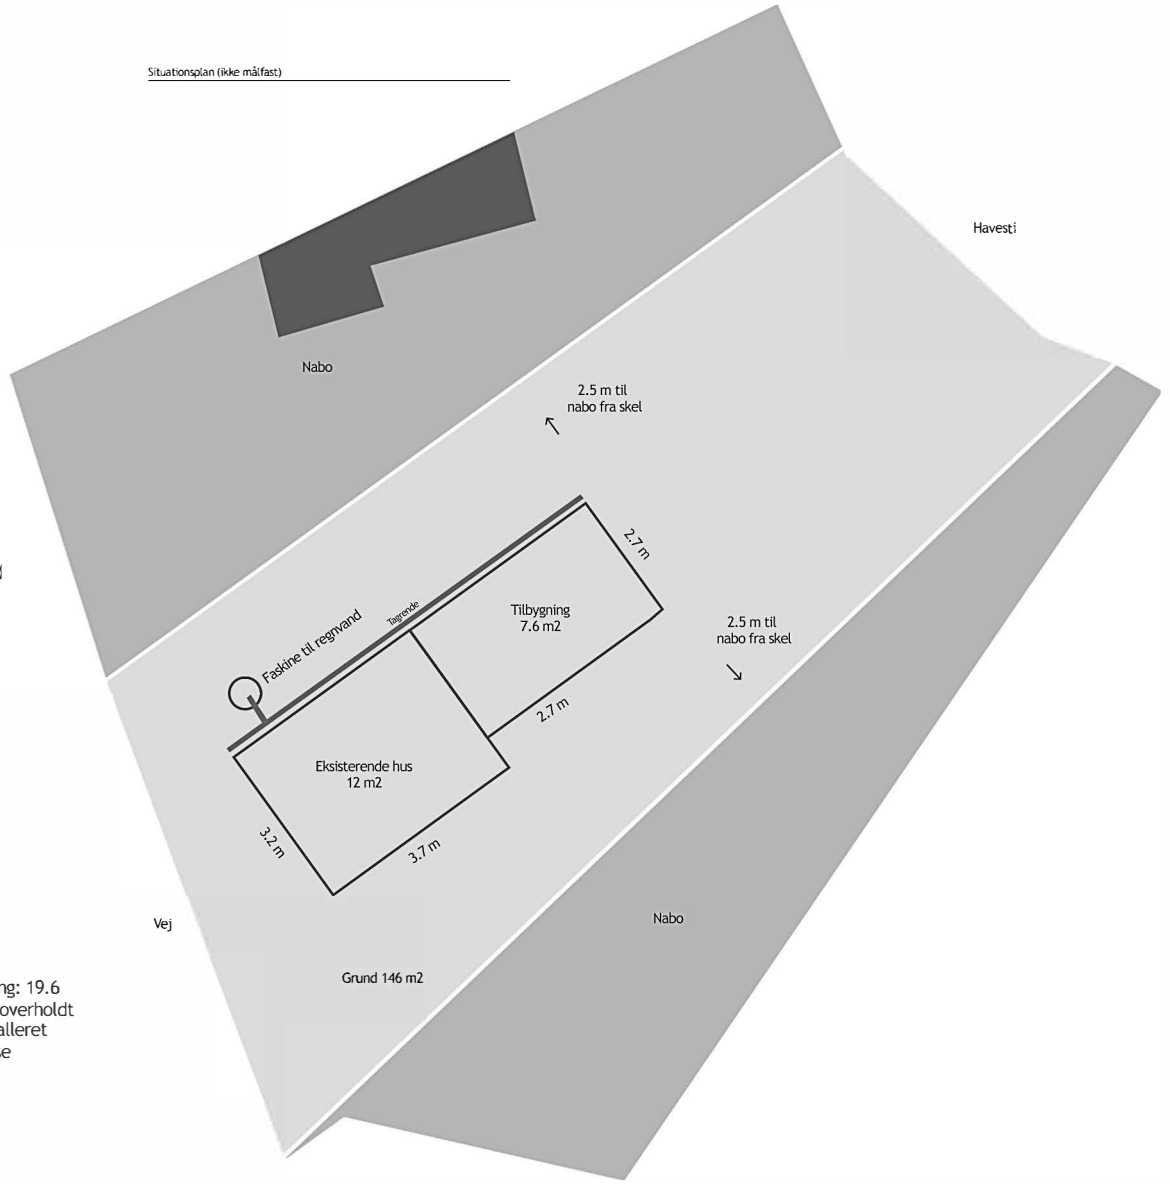 Situationsplan (ikke målfast)
Havesti
Nabo
2.5 m til
nabo fra skel
2.7 m
Tagrende
Faskine til regnvand
Tilbygning
7.6 m2
2.5 m til
nabo fra skel
2.7 m
Eksisterende hus
12 m2
3.2 m
3.7 m
Vej
Nabo
Grund 146 m2
ng: 19.6
overholdt
alleret
se